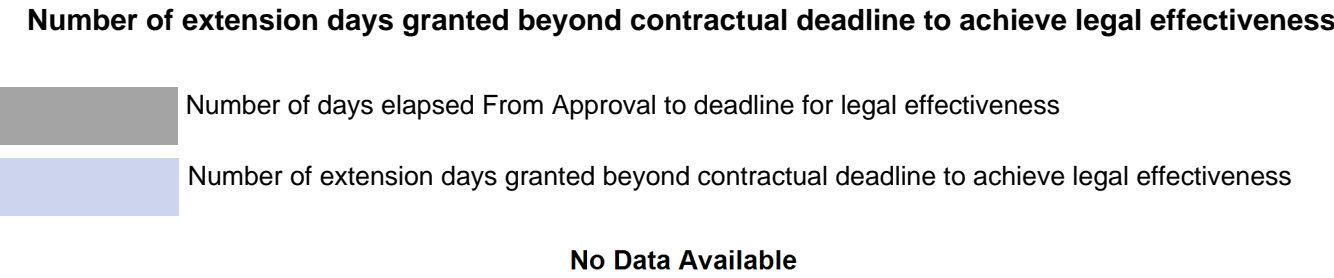 Number of extension days granted beyond contractual deadline to achieve legal effectiveness
Number of days elapsed From Approval to deadline for legal effectiveness
Number of extension days granted beyond contractual deadline to achieve legal effectiveness
No Data Available